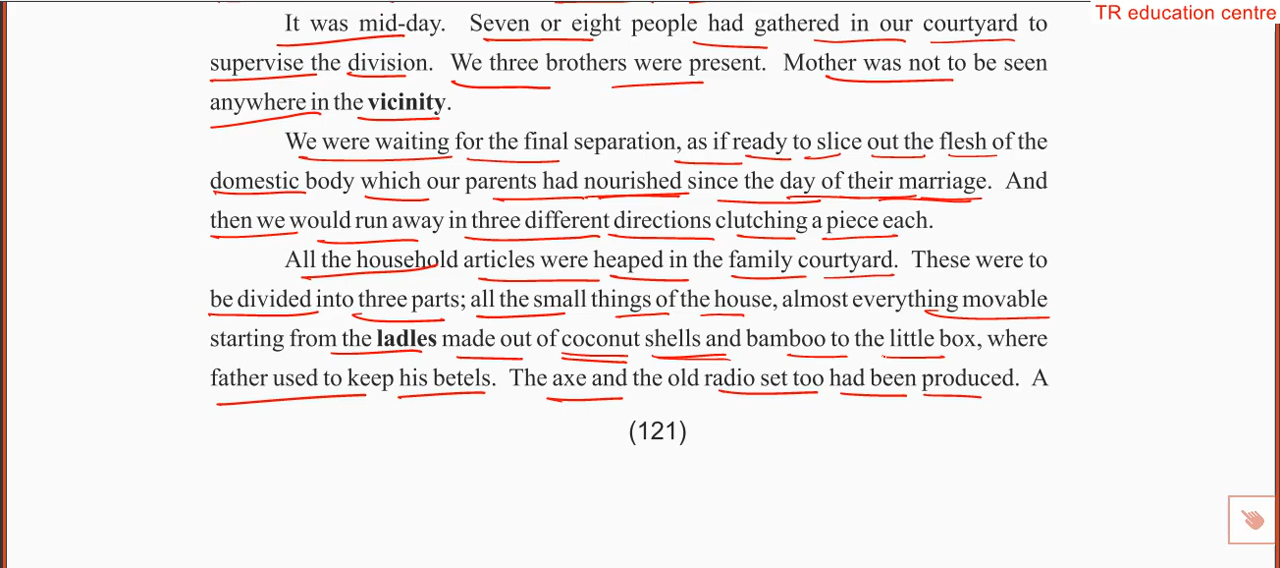 TR education centre
It was mid-day. Seven or eight people had gathered in our courtyard to
supervise the division. We three brothers were present. Mother was not to be seen
anywhere in the vicinity.
We were waiting for the final separation, as if ready to slice out the flesh of the
domestic body which our parents had nourished since the day of their marriage. And
then we would run away in three different directions clutching a piece each.
All the household articles were heaped in the family courtyard. These were to
be divided into three parts; all the small things of the house, almost everything movable
starting from the ladles made out of coconut shells and bamboo to the little box, where
father used to keep his betels. The axe and the old radio set too had been produced. A
(121)